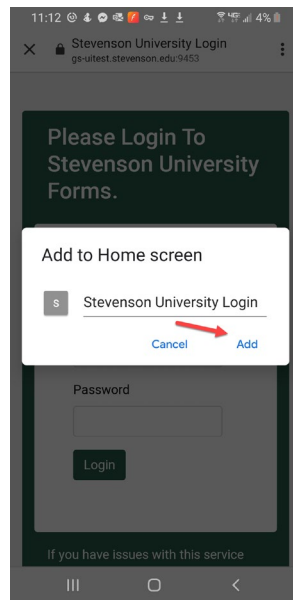 11:12
4%
Stevenson University Login
gs-uitest.stevenson.edu:9453
Please Login To
Stevenson University
Forms.
Add to Home screen
S
Stevenson University Login
Cancel
Add
Password
Login
If you have issues with this service